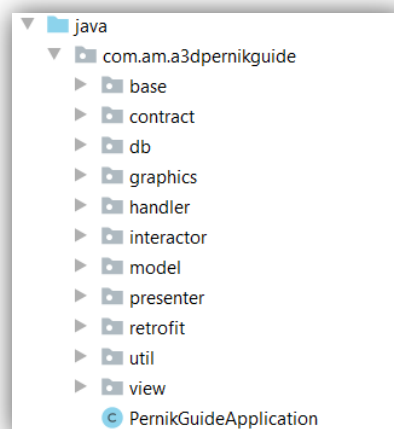 java
com.am.a3dpernikguide
base
contract
db
graphics
handler
interactor
model
presenter
retrofit
util
view
C PernikGuideApplication